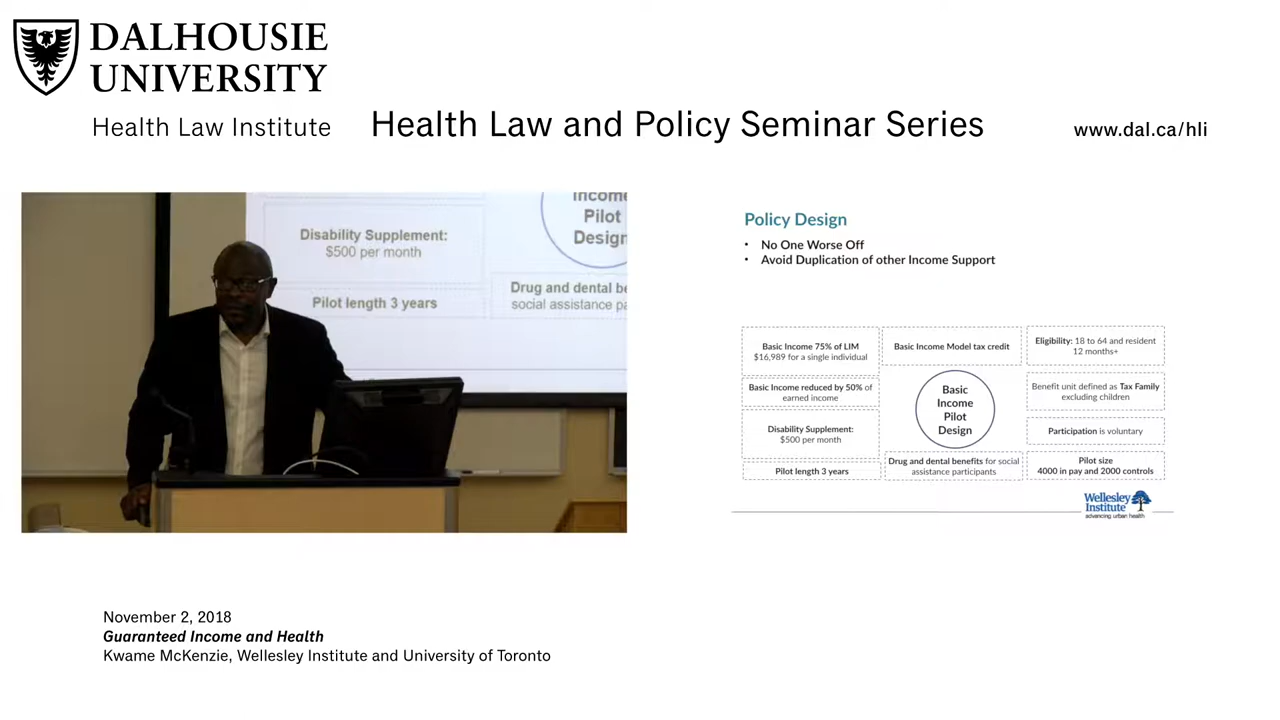 DALHOUSIE
UNIVERSITY
Health Law Institute
Health Law and Policy Seminar Series
www.dal.ca/hli
Income
Pilot
Design
Disability Supplement:
$500 per month
Pilot length 3 years
Drug and dental be
social assistance pa
Policy Design
• No One Worse Off
• Avoid Duplication of other Income Support
Basic Income 75% of LIM
$16,989 for a single individual
Basic Income reduced by 50% of
earned income
Disability Supplement:
$500 per month
Pilot length 3 years
Basic Income Model tax credit
Basic
Income
Pilot
Design
Drug and dental benefits for social
assistance participants
Eligibility: 18 to 64 and resident
12 months+
Benefit unit defined as Tax Family
excluding children
Participation is voluntary
Pilot size
4000 in pay and 2000 controls
Wellesley
Institute
advancing urban health
November 2, 2018
Guaranteed Income and Health
Kwame McKenzie, Wellesley Institute and University of Toronto